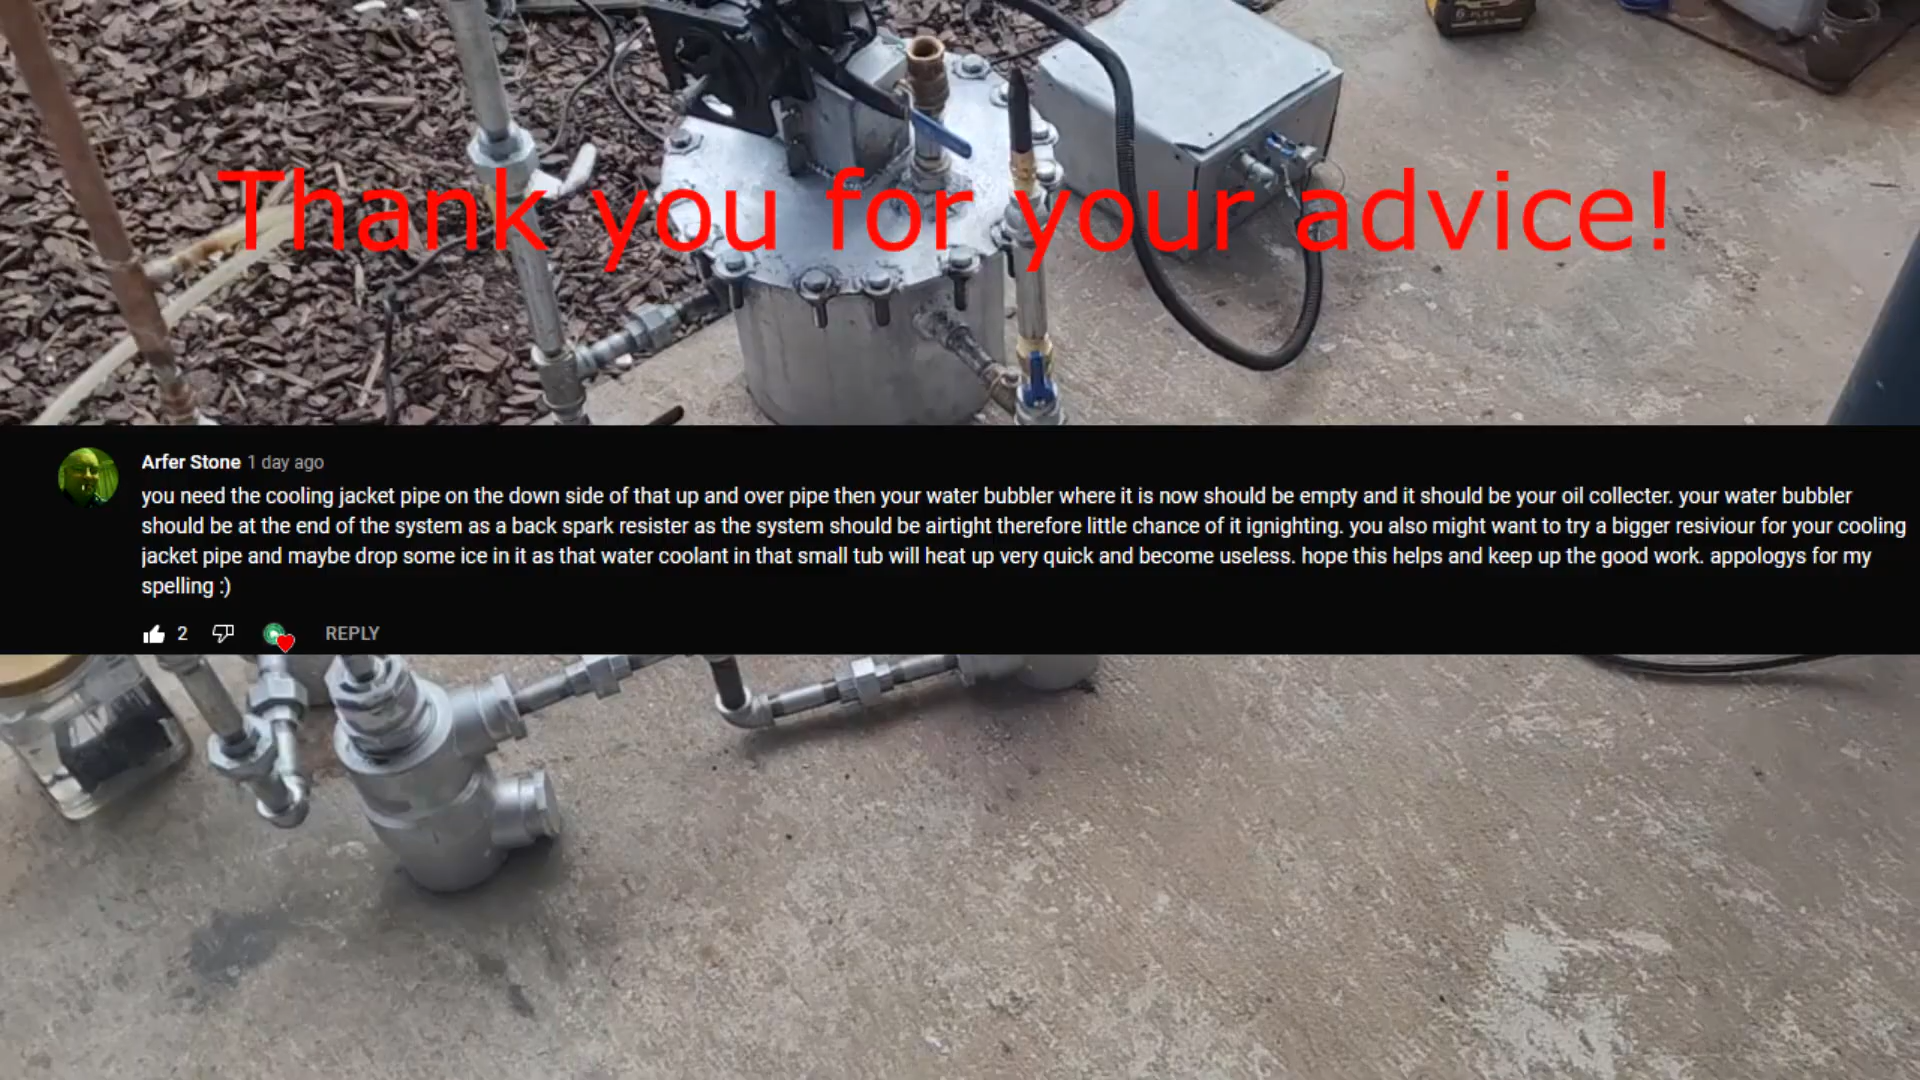 Thank you for your advice!
Arfer Stone 1 day ago
you need the cooling jacket pipe on the down side of that up and over pipe then your water bubbler where it is now should be empty and it should be your oil collecter. your water bubbler
should be at the end of the system as a back spark resister as the system should be airtight therefore little chance of it ignighting. you also might want to try a bigger resiviour for your cooling
jacket pipe and maybe drop some ice in it as that water coolant in that small tub will heat up very quick and become useless. hope this helps and keep up the good work. appologys for my
spelling :)
2 REPLY